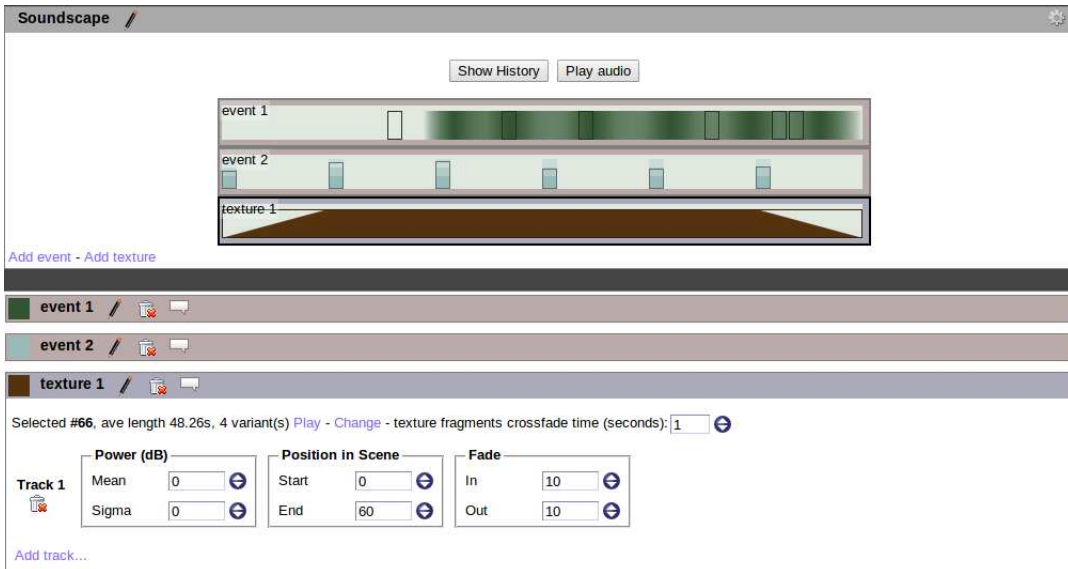 Soundscape
Show History Play audio
event 1
event 2
texture 1
Add event - Add texture
event 1
event 2
texture 1
Selected #66, ave length 48.26s, 4 variant(s) Play - Change - texture fragments crossfade time (seconds): 1
Power (dB) Position in Scene Fade
Track 1 Mean 0 Start 0 In 10
Sigma 0 End 60 Out 10
Add track...